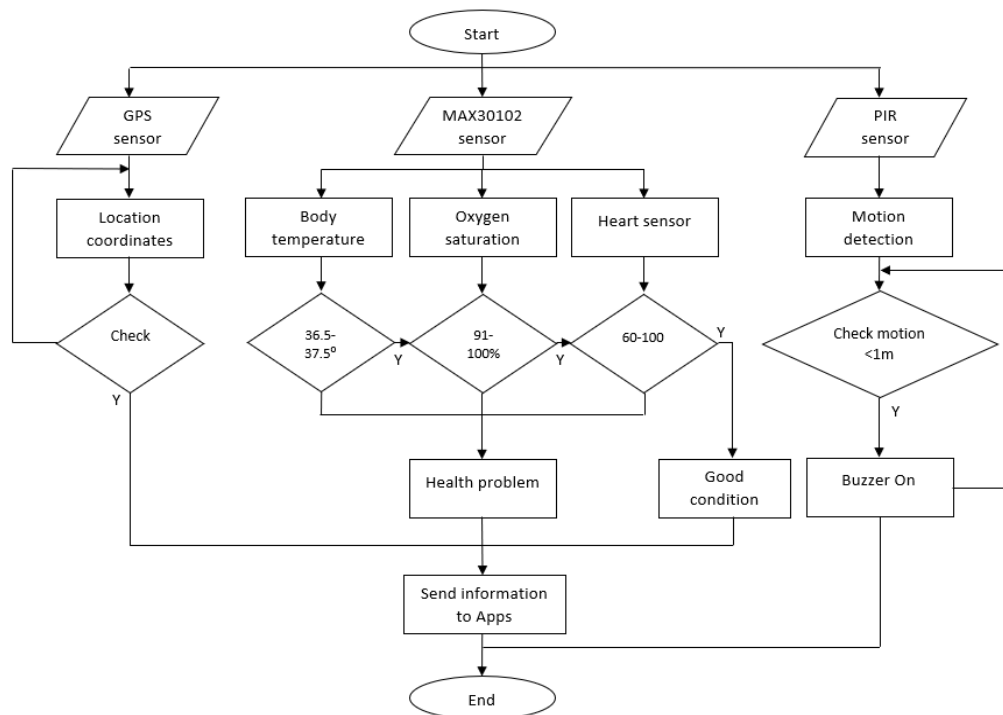 Start
GPS
sensor
MAX30102
sensor
PIR
sensor
Location
coordinates
Body
temperature
Oxygen
saturation
Heart sensor
Motion
detection
Check
36.5-
37.5⁰
Y
91-
100%
Y
60-100
Y
Check motion
<1m
Y
Y
Health problem
Good
condition
Buzzer On
Send information
to Apps
End